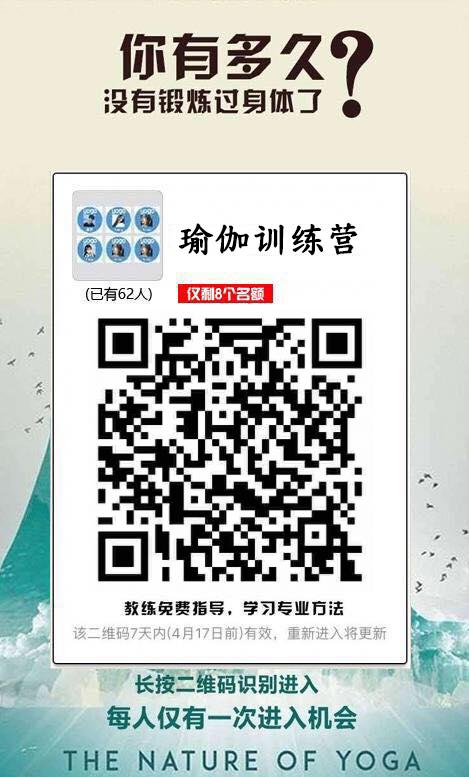 你有多久?
没有锻炼过身体了
瑜伽训练营
(已有62人)
仅剩8个名额
教练免费指导，学习专业方法
该二维码7天内(4月17日前)有效，重新进入将更新
长按二维码识别进入
每人仅有一次进入机会
THE NATURE OF YOGA